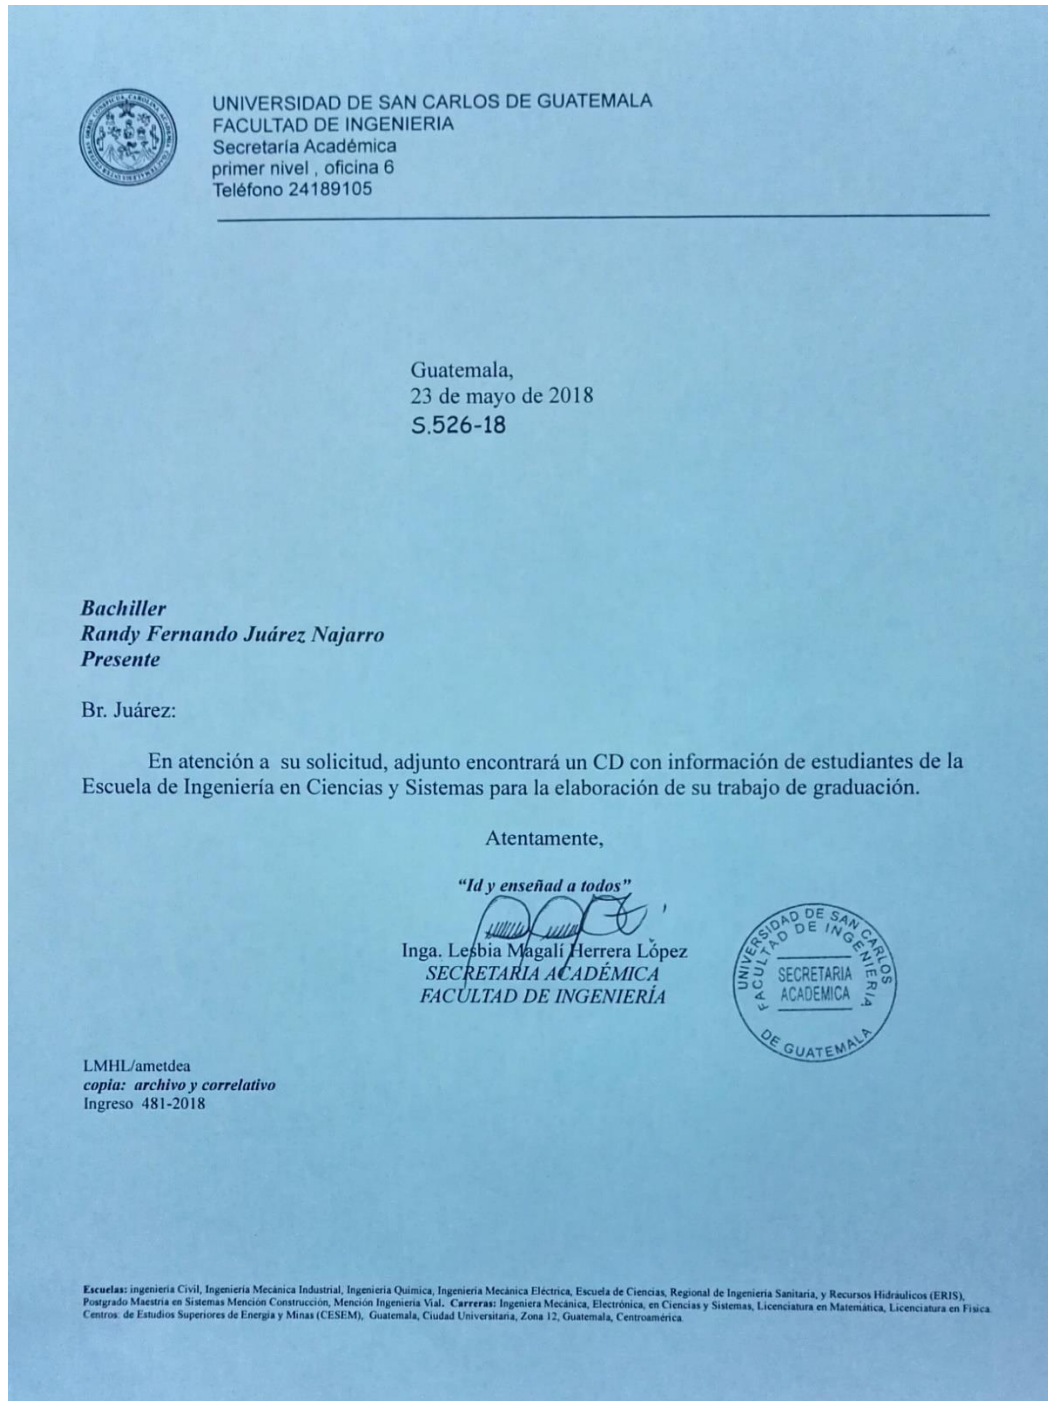 UNIVERSIDAD DE SAN CARLOS DE GUATEMALA
FACULTAD DE INGENIERIA
Secretaría Académica
primer nivel , oficina 6
Teléfono 24189105
Guatemala,
23 de mayo de 2018
S.526-18
Bachiller
Randy Fernando Juárez Najarro
Presente
Br. Juárez:
En atención a su solicitud, adjunto encontrará un CD con información de estudiantes de la
Escuela de Ingeniería en Ciencias y Sistemas para la elaboración de su trabajo de graduación.
Atentamente,
“Id y enseñad a todos”
Inga. Lesbia Magalí Herrera López
SECRETARIA ACADÉMICA
FACULTAD DE INGENIERÍA
UNIVERSIDAD DE SAN CARLOS
FACULTAD DE INGENIERIA
SECRETARIA
ACADEMICA
DE GUATEMALA
LMHL/ametdea
copia: archivo y correlativo
Ingreso 481-2018
Escuelas: ingeniería Civil, Ingeniería Mecánica Industrial, Ingeniería Química, Ingeniería Mecánica Eléctrica, Escuela de Ciencias, Regional de Ingeniería Sanitaria, y Recursos Hidráulicos (ERIS),
Postgrado Maestría en Sistemas Mención Construcción, Mención Ingeniería Vial. Carreras: Ingeniera Mecánica, Electrónica, en Ciencias y Sistemas, Licenciatura en Matemática, Licenciatura en Física.
Centros: de Estudios Superiores de Energía y Minas (CESEM), Guatemala, Ciudad Universitaria, Zona 12, Guatemala, Centroamérica.